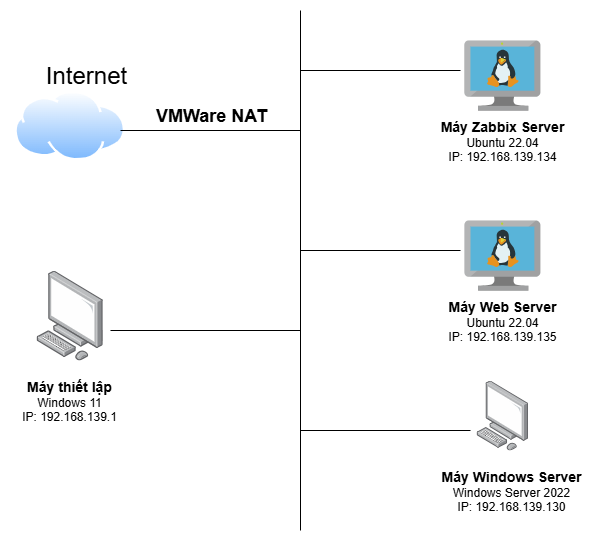 Internet
VMWare NAT
Máy Zabbix Server
Ubuntu 22.04
IP: 192.168.139.134
Máy Web Server
Ubuntu 22.04
IP: 192.168.139.135
Máy thiết lập
Windows 11
IP: 192.168.139.1
Máy Windows Server
Windows Server 2022
IP: 192.168.139.130